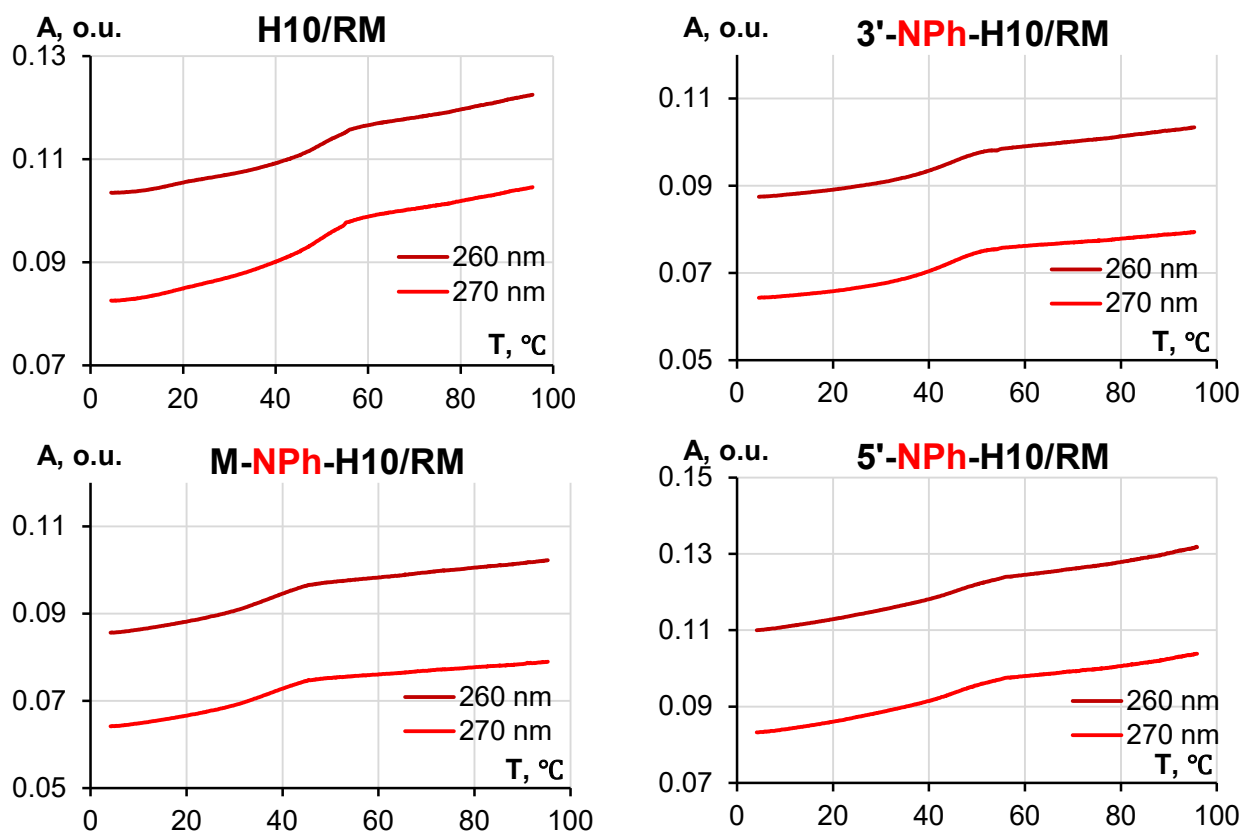 A, o.u.
H10/RM
0.13
0.11
0.09
0.07
260 nm
270 nm
T, ℃
0 20 40 60 80 100
A, o.u.
3'-NPh-H10/RM
0.11
0.09
0.07
0.05
260 nm
270 nm
T, ℃
0 20 40 60 80 100
A, o.u.
M-NPh-H10/RM
0.11
0.09
0.07
0.05
260 nm
270 nm
T, ℃
0 20 40 60 80 100
A, o.u.
5'-NPh-H10/RM
0.15
0.13
0.11
0.09
0.07
260 nm
270 nm
T, ℃
0 20 40 60 80 100